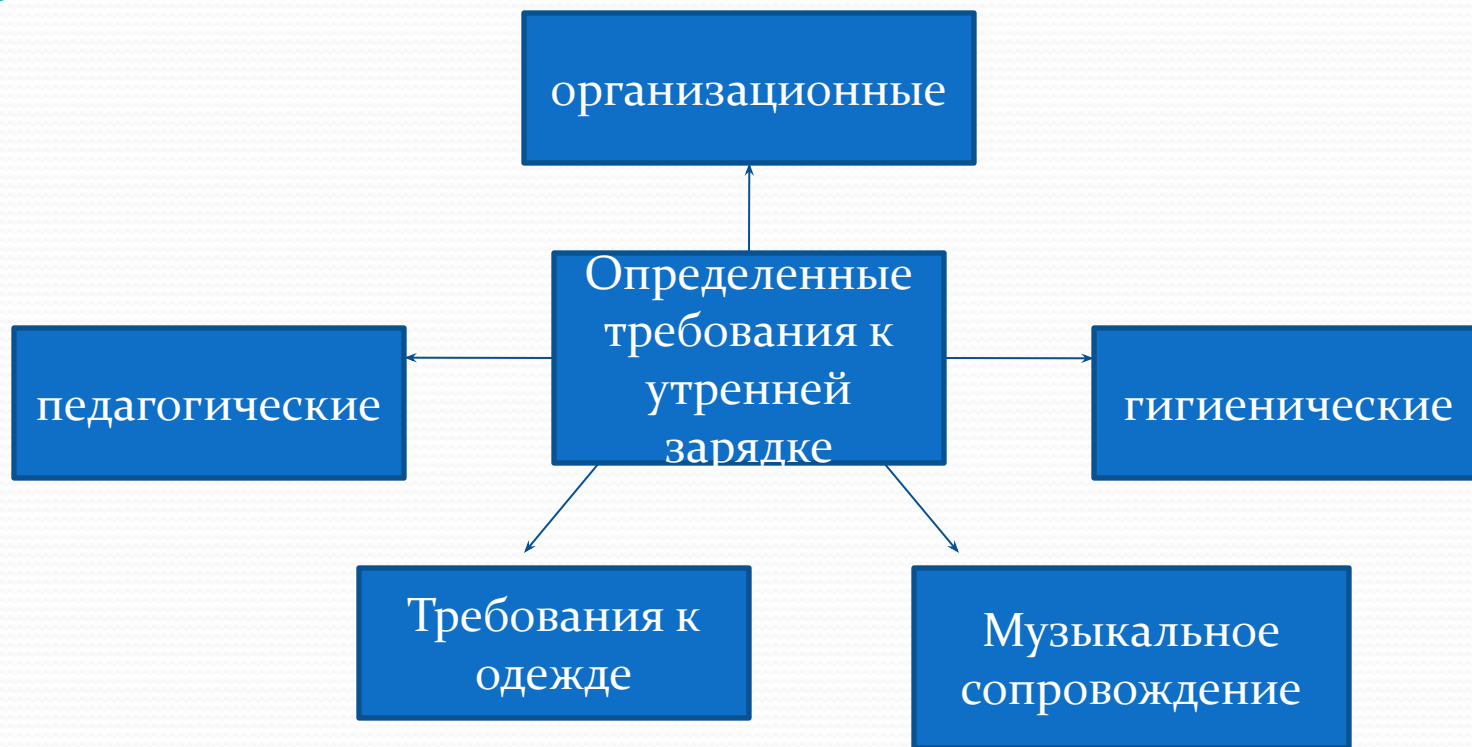 организационные
Определенные
требования к
утренней
зарядке
педагогические
гигиенические
Требования к
одежде
Музыкальное
сопровождение